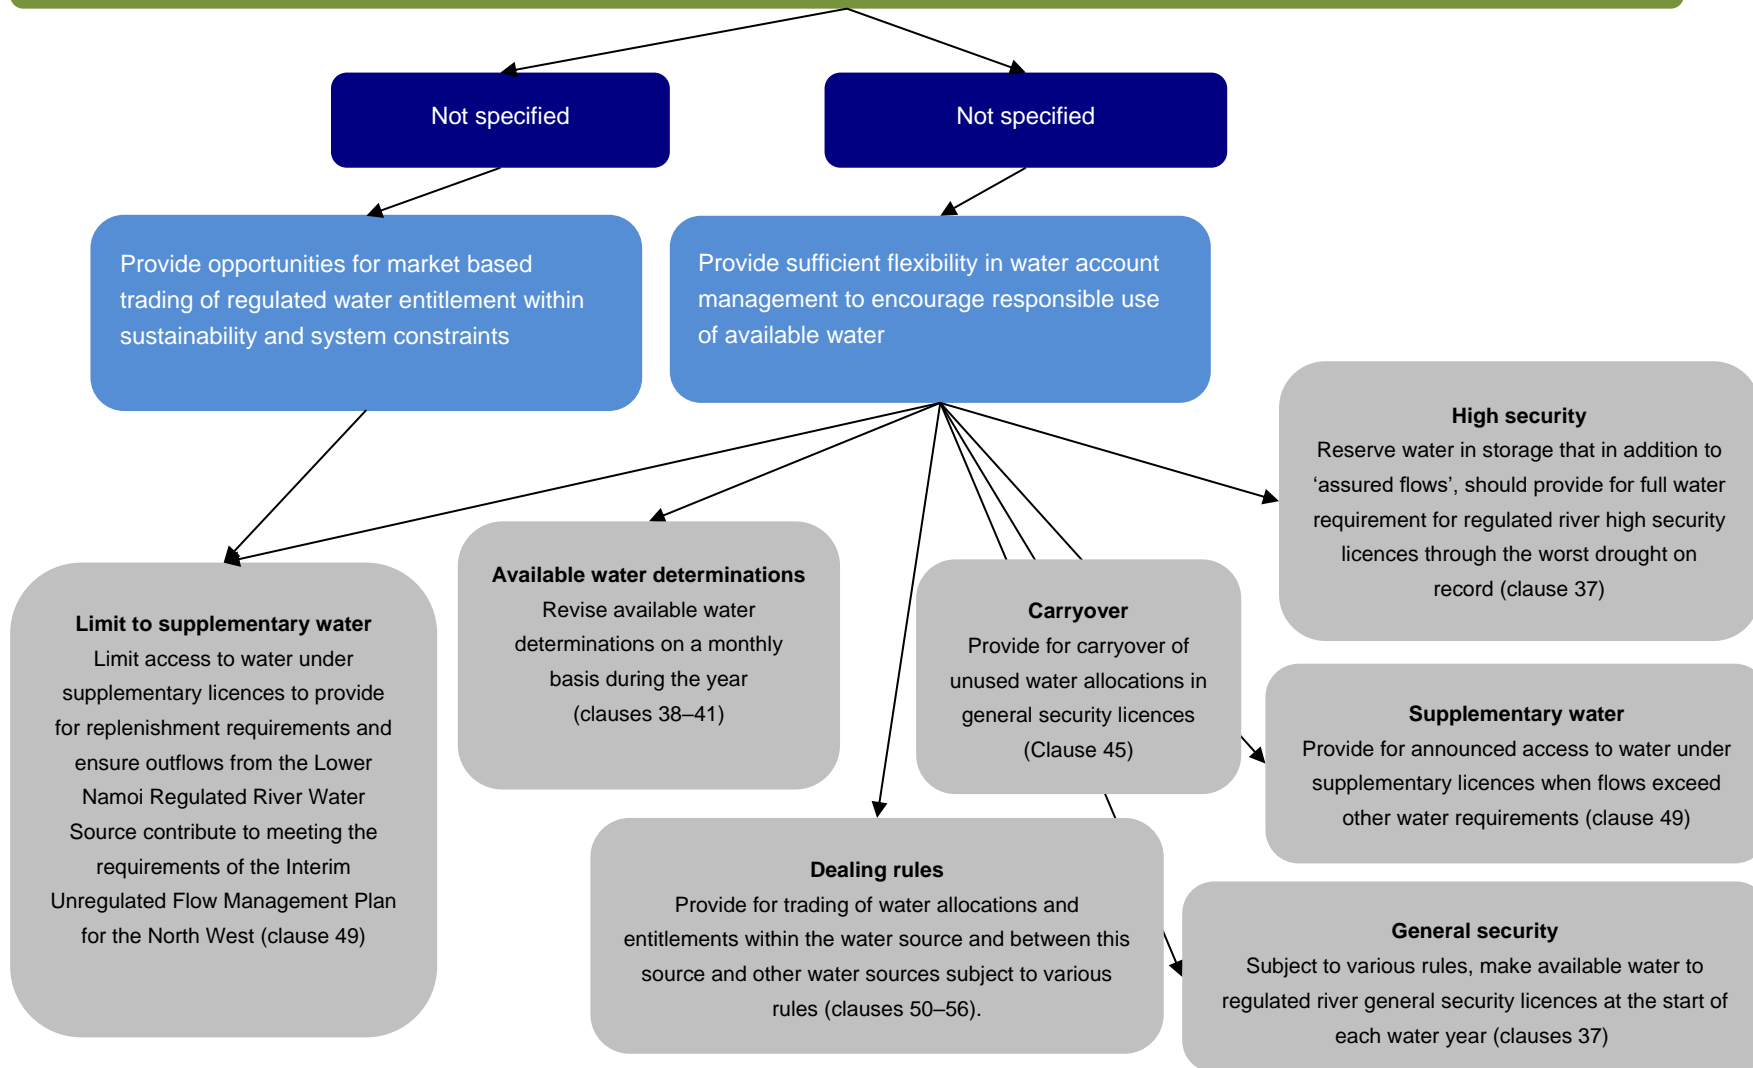 Not specified
Not specified
Provide opportunities for market based
trading of regulated water entitlement within
sustainability and system constraints
Provide sufficient flexibility in water account
management to encourage responsible use
of available water
High security
Reserve water in storage that in addition to
‘assured flows’, should provide for full water
requirement for regulated river high security
licences through the worst drought on
record (clause 37)
Limit to supplementary water
Limit access to water under
supplementary licences to provide
for replenishment requirements and
ensure outflows from the Lower
Namoi Regulated River Water
Source contribute to meeting the
requirements of the Interim
Unregulated Flow Management Plan
for the North West (clause 49)
Available water determinations
Revise available water
determinations on a monthly
basis during the year
(clauses 38–41)
Carryover
Provide for carryover of
unused water allocations in
general security licences
(Clause 45)
Supplementary water
Provide for announced access to water under
supplementary licences when flows exceed
other water requirements (clause 49)
Dealing rules
Provide for trading of water allocations and
entitlements within the water source and between this
source and other water sources subject to various
rules (clauses 50–56).
General security
Subject to various rules, make available water to
regulated river general security licences at the start of
each water year (clauses 37)